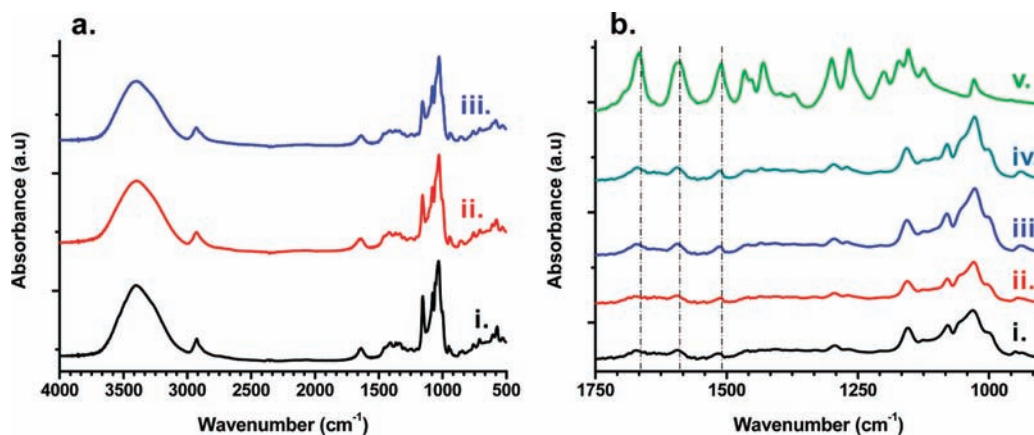 a.
iii.
ii.
i.
Absorbance (a.u)
4000 3500 3000 2500 2000 1500 1000 500
Wavenumber (cm⁻¹)
b.
v.
iv
iii
ii.
i.
Absorbance (a.u)
1750 1500 1250 1000
Wavenumber (cm⁻¹)